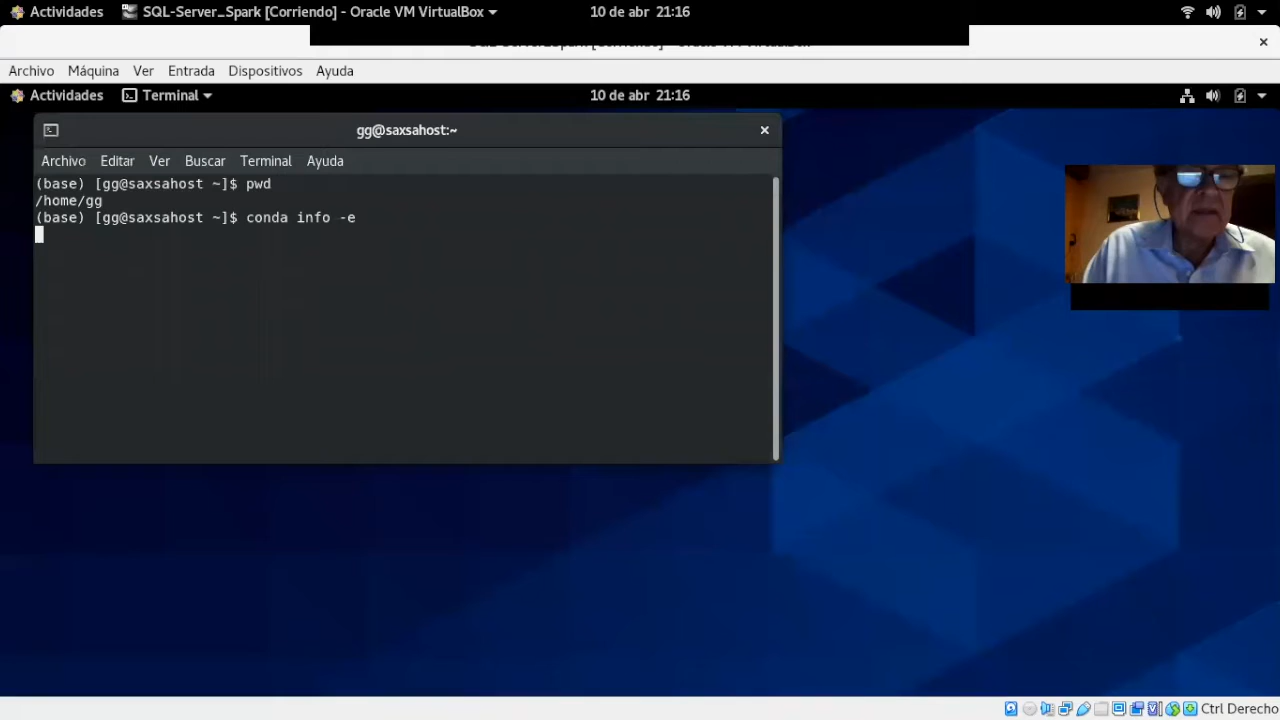 Actividades SQL-Server_Spark [Corriendo] - Oracle VM VirtualBox 10 de abr 21:16
Archivo Máquina Ver Entrada Dispositivos Ayuda
Actividades Terminal 10 de abr 21:16
gg@saxsahost:~
Archivo Editar Ver Buscar Terminal Ayuda
(base) [gg@saxsahost ~]$ pwd
/home/gg
(base) [gg@saxsahost ~]$ conda info -e
Ctrl Derecho